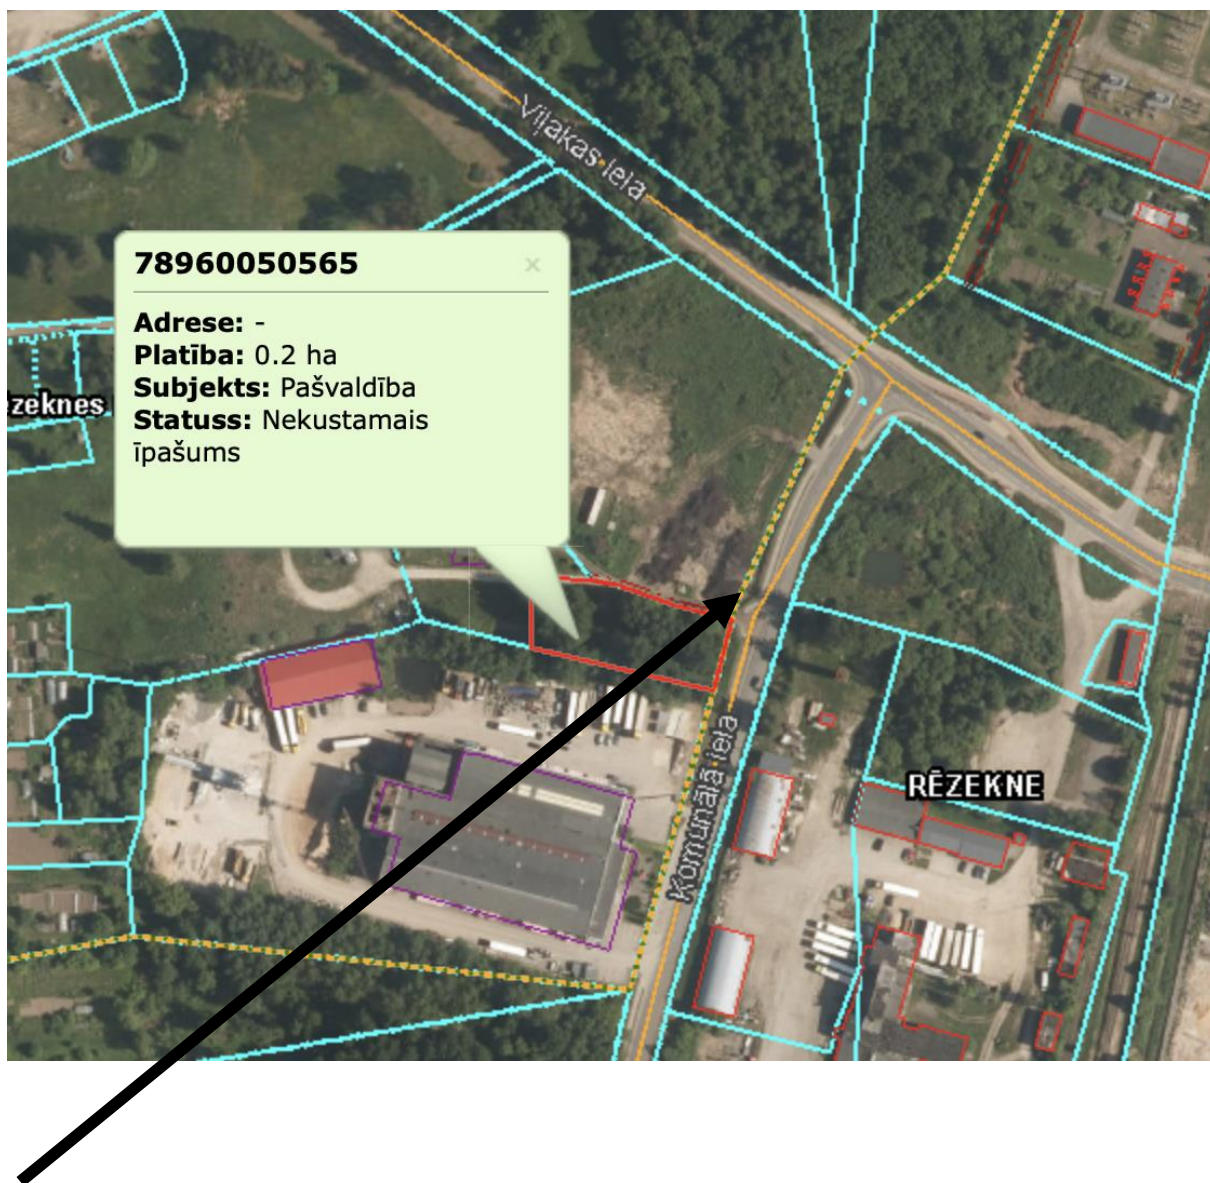 Viļakas iela
78960050565
×
Adrese: -
Platība: 0.2 ha
Subjekts: Pašvaldība
Statuss: Nekustamais
īpašums
zeknes
RĒZEKNE
Komunālā iela